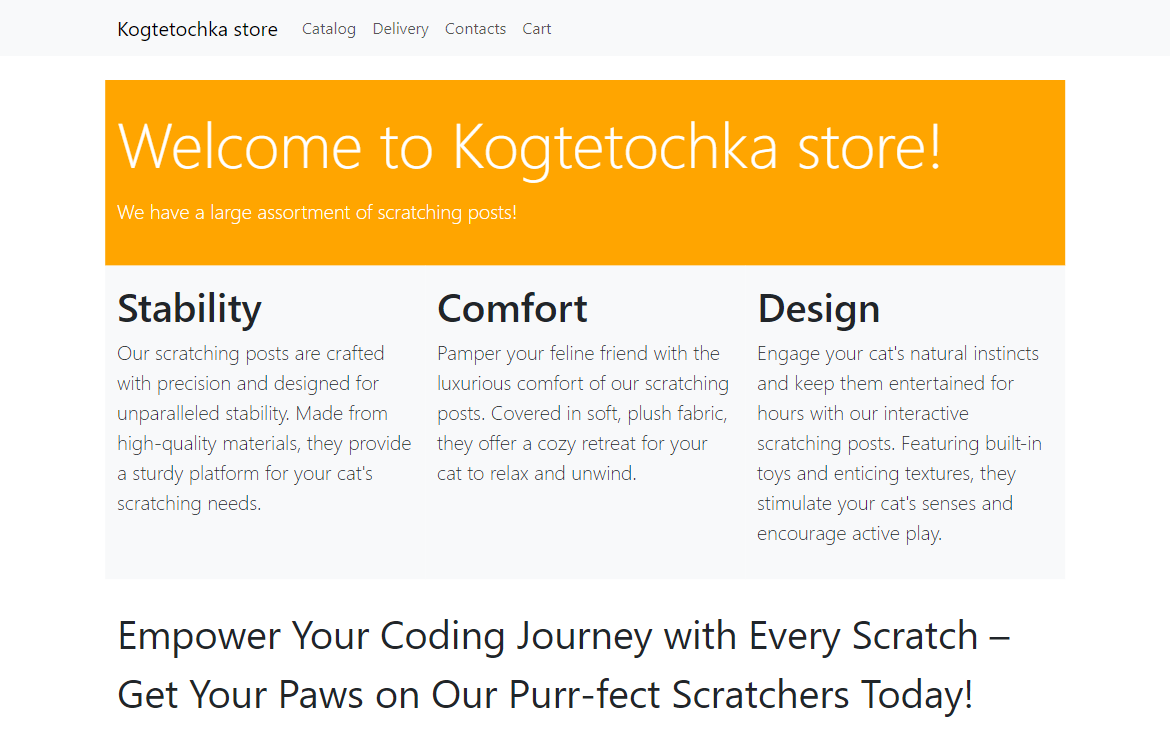 Kogtetochka store Catalog Delivery Contacts Cart
Welcome to Kogtetochka store!
We have a large assortment of scratching posts!
Stability
Our scratching posts are crafted
with precision and designed for
unparalleled stability. Made from
high-quality materials, they provide
a sturdy platform for your cat's
scratching needs.
Comfort
Pamper your feline friend with the
luxurious comfort of our scratching
posts. Covered in soft, plush fabric,
they offer a cozy retreat for your
cat to relax and unwind.
Design
Engage your cat's natural instincts
and keep them entertained for
hours with our interactive
scratching posts. Featuring built-in
toys and enticing textures, they
stimulate your cat's senses and
encourage active play.
Empower Your Coding Journey with Every Scratch –
Get Your Paws on Our Purr-fect Scratchers Today!